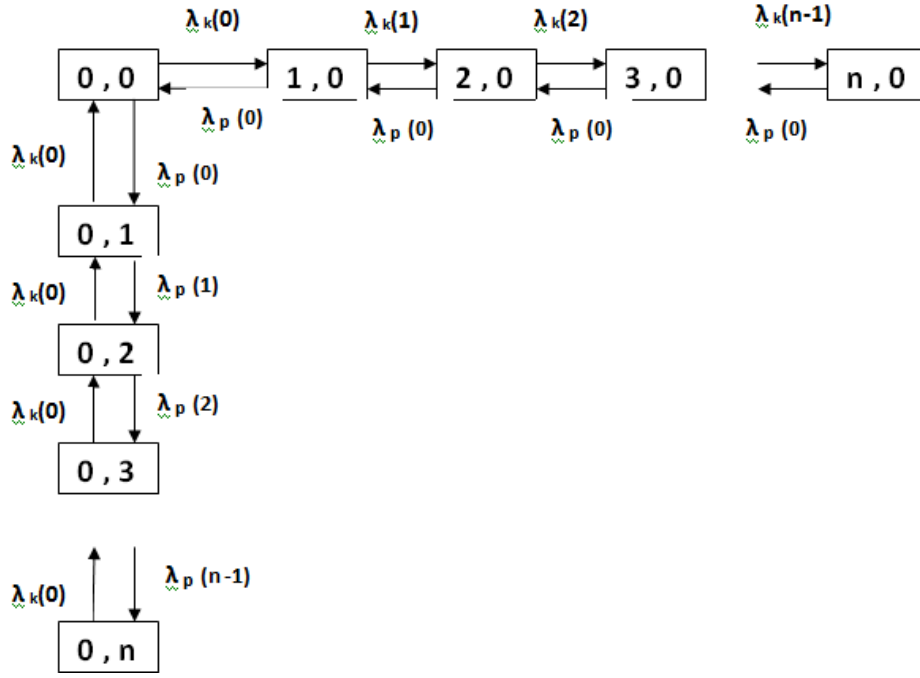 λk(0) λk(1) λk(2) λk(n-1)
0 , 0 1 , 0 2 , 0 3 , 0 n , 0
λp (0) λp (0) λp (0) λp (0)
λk(0) λp (0)
0 , 1
λk(0) λp (1)
0 , 2
λk(0) λp (2)
0 , 3
λk(0) λp (n-1)
0 , n